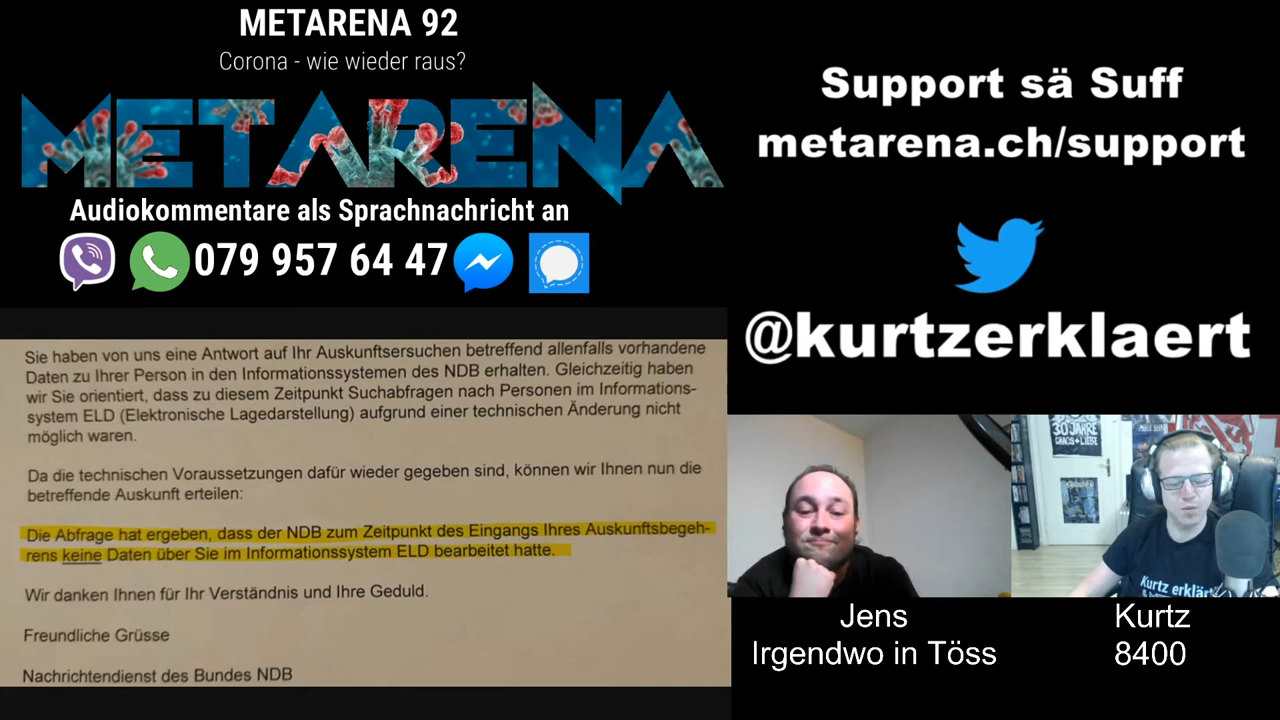 METARENA 92
Corona - wie wieder raus?
METARENA
Audiokommentare als Sprachnachricht an
079 957 64 47
Support sä Suff
metarena.ch/support
@kurtzerklaert
Sie haben von uns eine Antwort auf Ihr Auskunftsersuchen betreffend allenfalls vorhandene
Daten zu Ihrer Person in den Informationssystemen des NDB erhalten. Gleichzeitig haben
wir Sie orientiert, dass zu diesem Zeitpunkt Suchabfragen nach Personen im Informations-
system ELD (Elektronische Lagedarstellung) aufgrund einer technischen Änderung nicht
möglich waren.
Da die technischen Voraussetzungen dafür wieder gegeben sind, können wir Ihnen nun die
betreffende Auskunft erteilen:
Die Abfrage hat ergeben, dass der NDB zum Zeitpunkt des Eingangs Ihres Auskunftsbegeh-
rens keine Daten über Sie im Informationssystem ELD bearbeitet hatte.
Wir danken Ihnen für Ihr Verständnis und Ihre Geduld.
Freundliche Grüsse
Nachrichtendienst des Bundes NDB
30 JAHRE
CHAOS+LIEBE
Kurtz erklärt
Jens
Irgendwo in Töss
Kurtz
8400